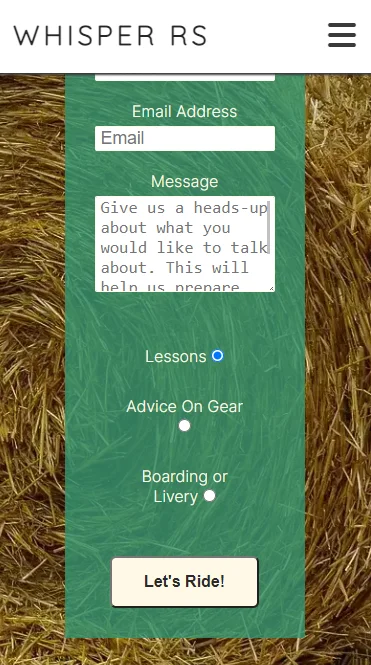 WHISPER RS
Email Address
Email
Message
Give us a heads-up
about what you
would like to talk
about. This will
help us prepare
Lessons
Advice On Gear
Boarding or
Livery
Let's Ride!